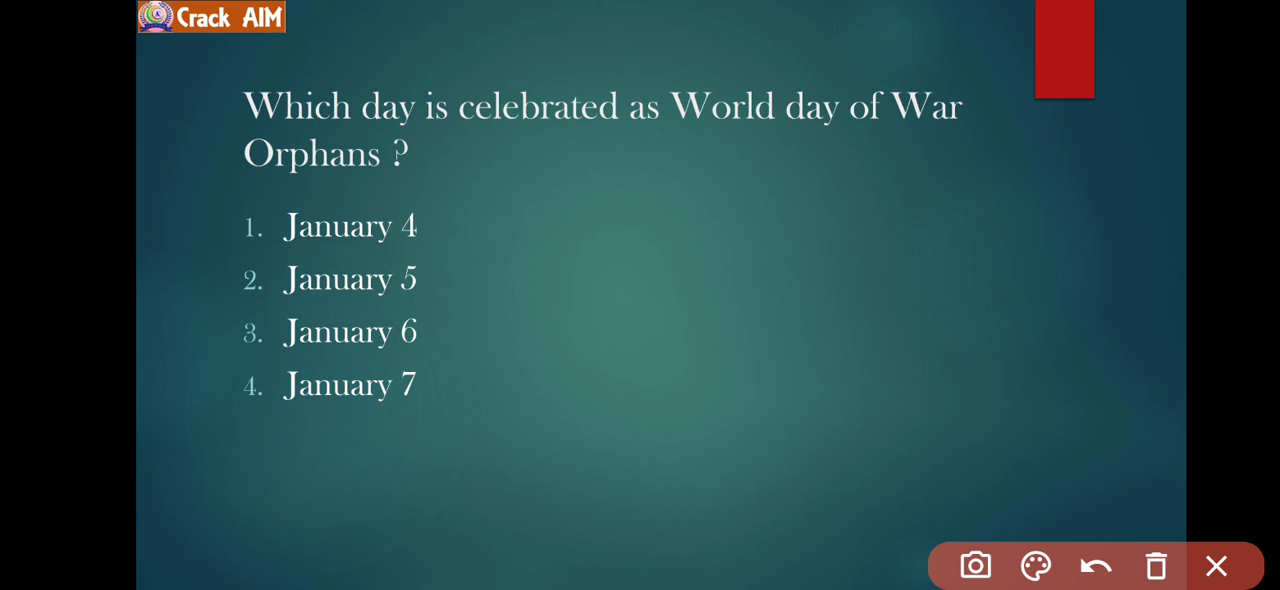 Crack AIM
Which day is celebrated as World day of War
Orphans ?
1. January 4
2. January 5
3. January 6
4. January 7